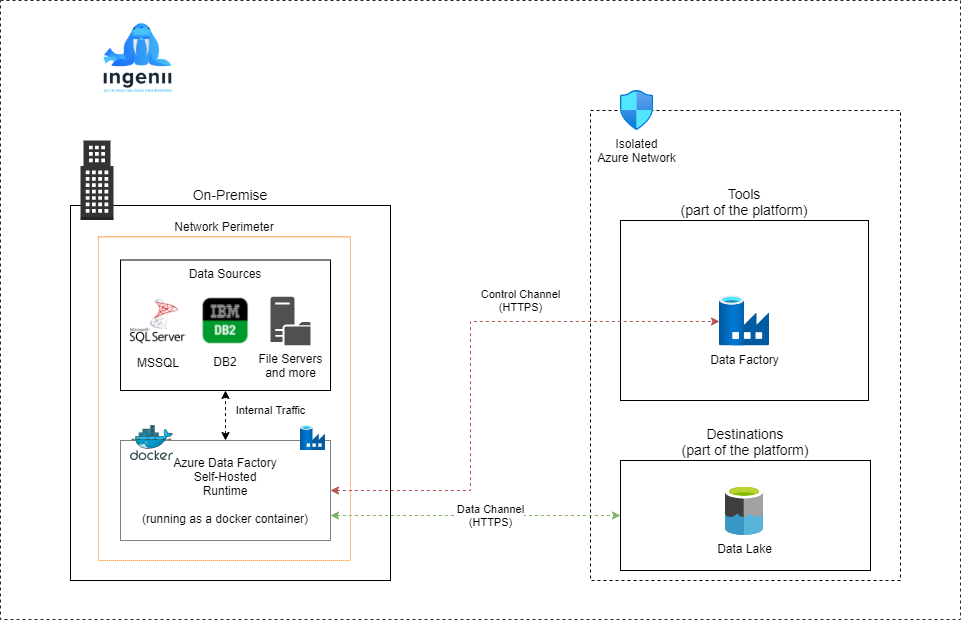 ingenii
Isolated
Azure Network
On-Premise
Tools
(part of the platform)
Network Perimeter
Data Sources
Control Channel
(HTTPS)
Microsoft
SQL Server
IBM
DB2
MSSQL
DB2
File Servers
and more
Data Factory
Internal Traffic
Destinations
(part of the platform)
docker
Azure Data Factory
Self-Hosted
Runtime
(running as a docker container)
Data Channel
(HTTPS)
Data Lake